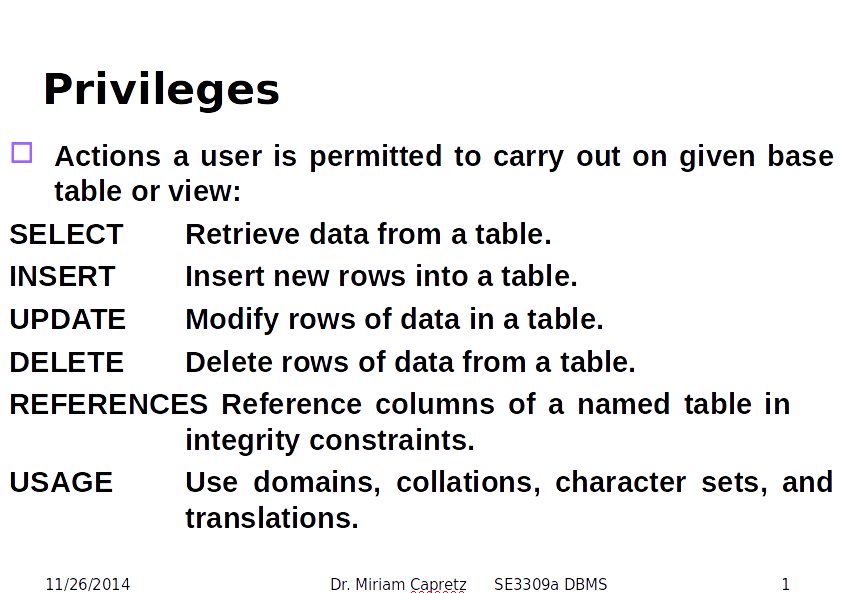 Privileges
Actions a user is permitted to carry out on given base
table or view:
SELECT Retrieve data from a table.
INSERT Insert new rows into a table.
UPDATE Modify rows of data in a table.
DELETE Delete rows of data from a table.
REFERENCES Reference columns of a named table in
integrity constraints.
USAGE Use domains, collations, character sets, and
translations.
11/26/2014 Dr. Miriam Capretz SE3309a DBMS 1